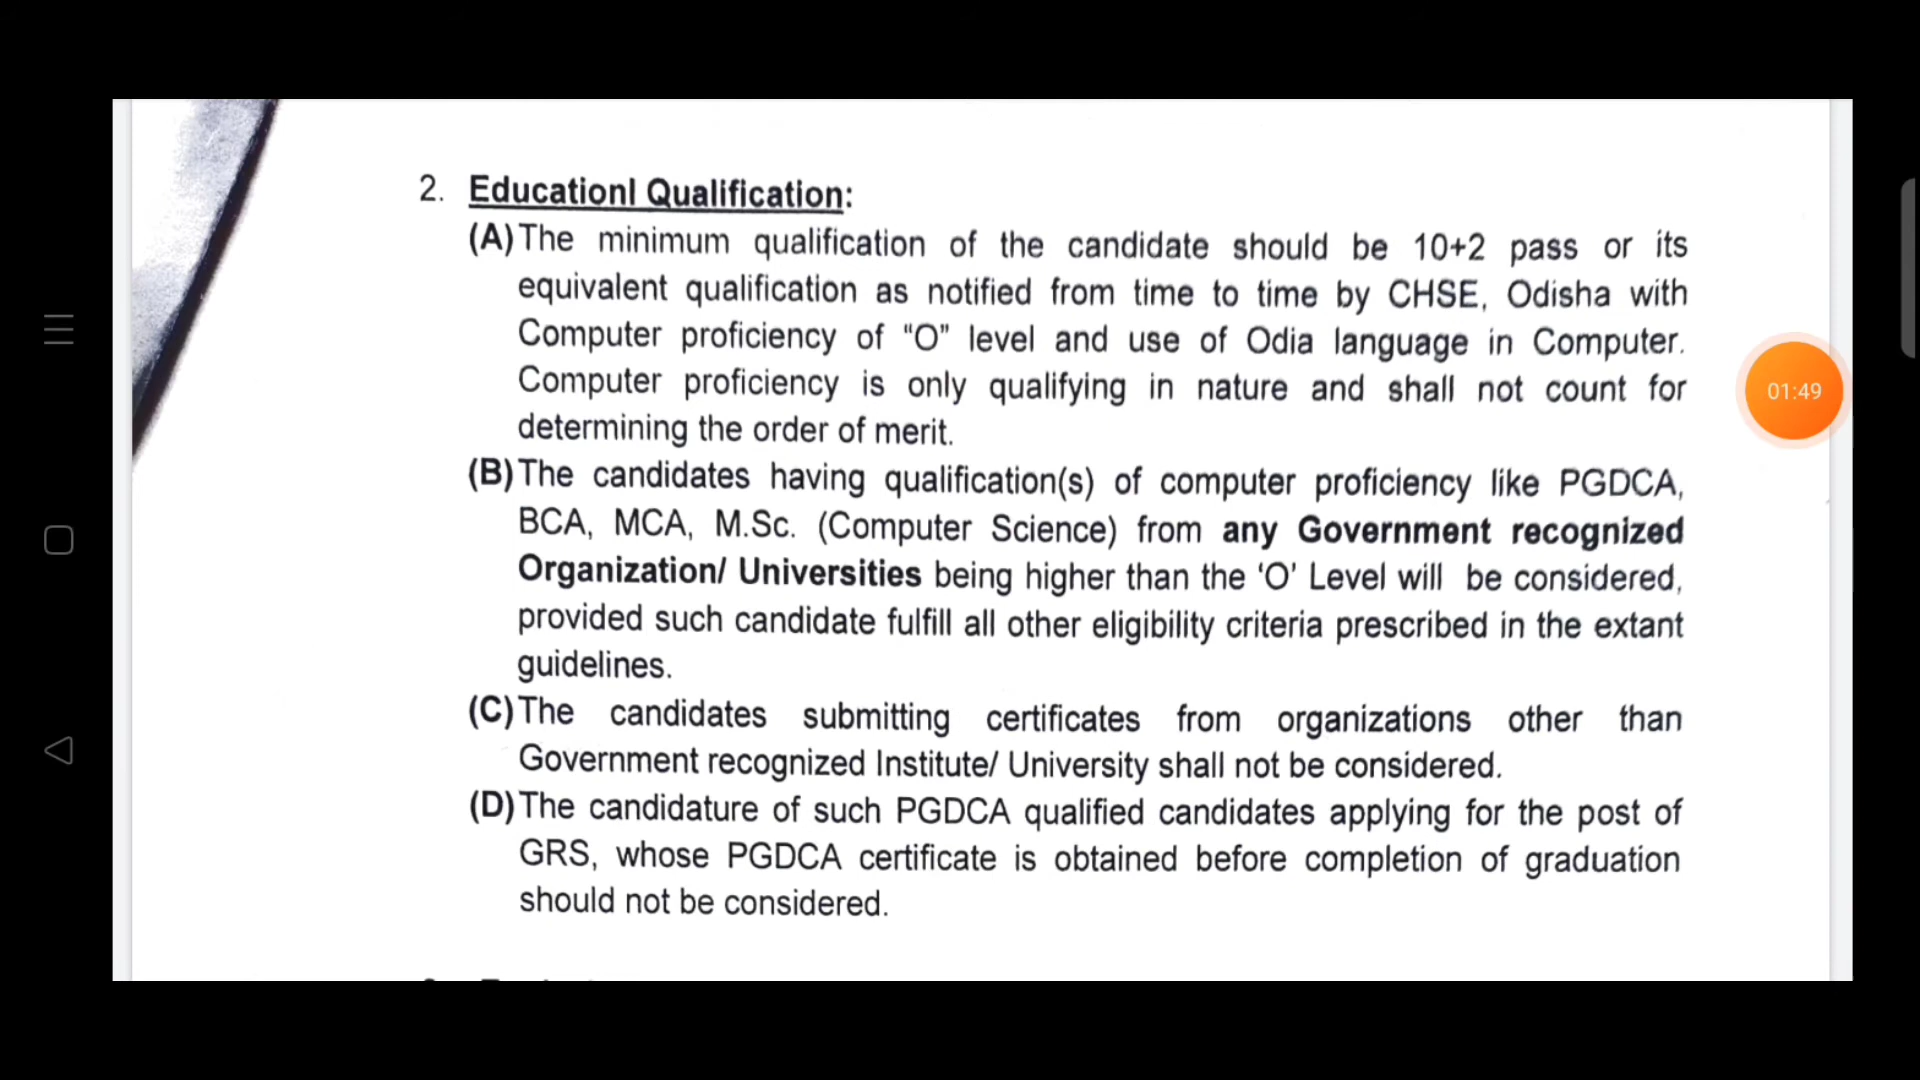 2. Educationl Qualification:
(A) The minimum qualification of the candidate should be 10+2 pass or its
equivalent qualification as notified from time to time by CHSE, Odisha with
Computer proficiency of "O" level and use of Odia language in Computer.
Computer proficiency is only qualifying in nature and shall not count for
determining the order of merit.
(B) The candidates having qualification(s) of computer proficiency like PGDCA,
BCA, MCA, M.Sc. (Computer Science) from any Government recognized
Organization/ Universities being higher than the 'O' Level will be considered,
provided such candidate fulfill all other eligibility criteria prescribed in the extant
guidelines.
(C) The candidates submitting certificates from organizations other than
Government recognized Institute/ University shall not be considered.
(D) The candidature of such PGDCA qualified candidates applying for the post of
GRS, whose PGDCA certificate is obtained before completion of graduation
should not be considered.
01:49